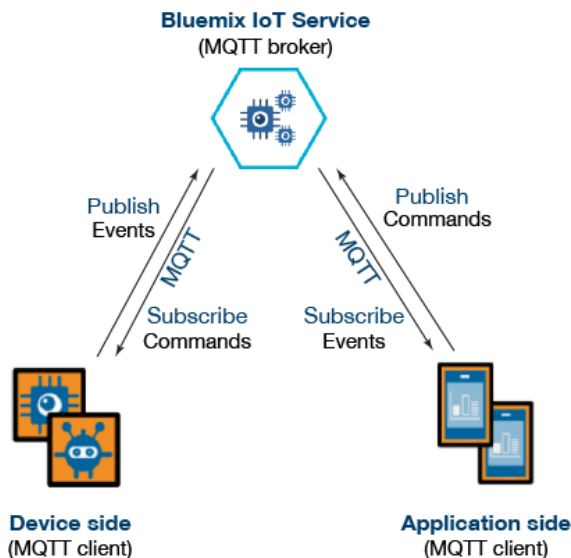 Bluemix IoT Service
(MQTT broker)
Publish
Events
MQTT
Subscribe
Commands
Publish
Commands
MQTT
Subscribe
Events
Device side
(MQTT client)
Application side
(MQTT client)